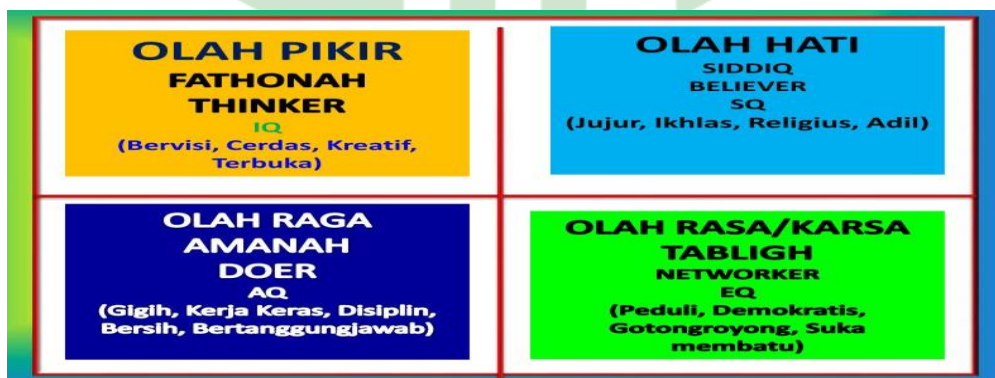 OLAH PIKIR
FATHONAH
THINKER
IQ
(Bervisi, Cerdas, Kreatif,
Terbuka)
OLAH HATI
SIDDIQ
BELIEVER
SQ
(Jujur, Ikhlas, Religius, Adil)
OLAH RAGA
AMANAH
DOER
AQ
(Gigih, Kerja Keras, Disiplin,
Bersih, Bertanggungjawab)
OLAH RASA/KARSA
TABLIGH
NETWORKER
EQ
(Peduli, Demokratis,
Gotongroyong, Suka
membatu)